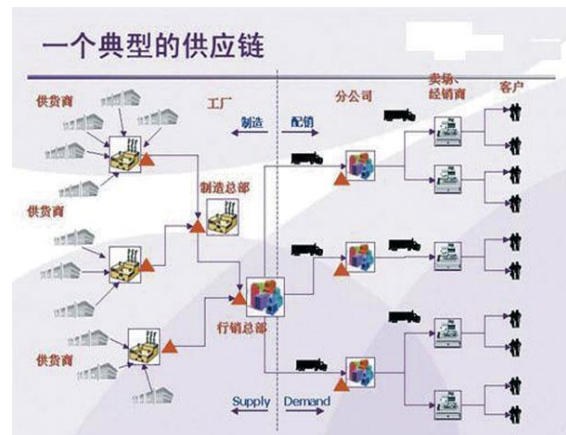 一个典型的供应链
供货商
工厂
制造
配销
分公司
卖场、
经销商
客户
制造总部
供货商
行销总部
供货商
Supply
Demand